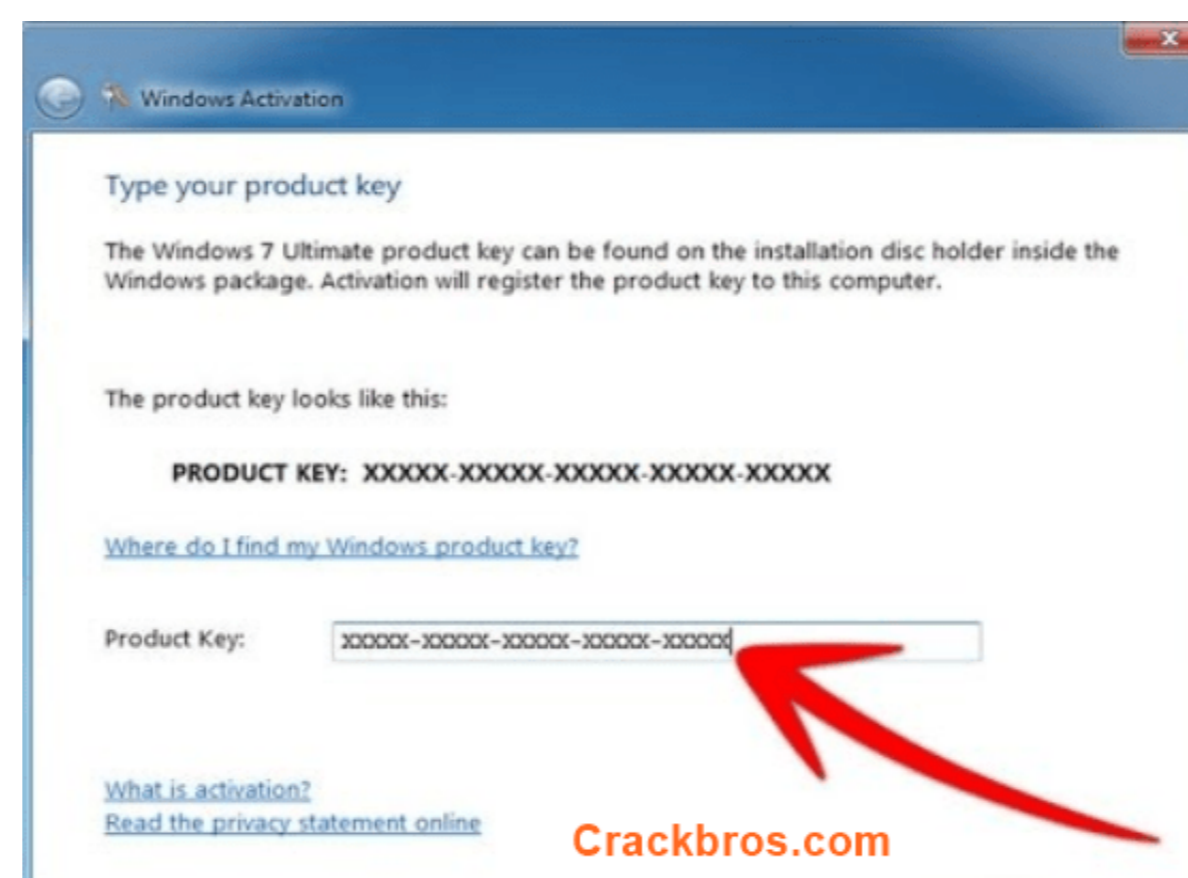 Windows Activation
Type your product key
The Windows 7 Ultimate product key can be found on the installation disc holder inside the
Windows package. Activation will register the product key to this computer.
The product key looks like this:
PRODUCT KEY: XXXXX-XXXXX-XXXXX-XXXXX-XXXXX
Where do I find my Windows product key?
Product Key: XXXXX-XXXXX-XXXXX-XXXXX-XXXXX
What is activation?
Read the privacy statement online
Crackbros.com